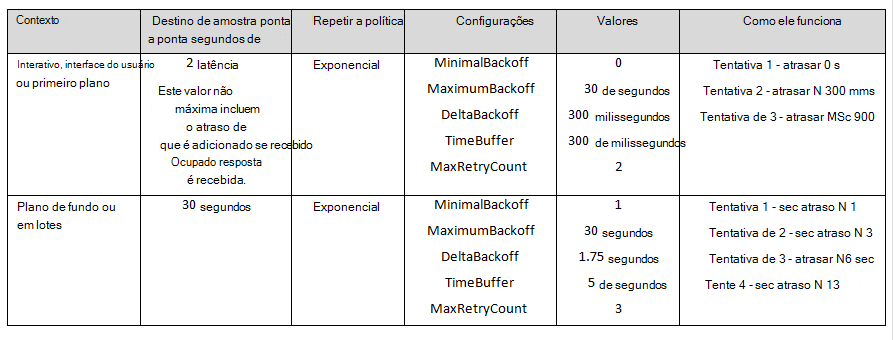 Contexto
Destino de amostra ponta
a ponta segundos de
Repetir a política
Configurações
Valores
Como ele funciona
Interativo, interface do usuário
ou primeiro plano
2 latência
Este valor não
máxima incluem
o atraso de
que é adicionado se recebido
Ocupado resposta
é recebida.
Exponencial
MinimalBackoff
MaximumBackoff
DeltaBackoff
TimeBuffer
MaxRetryCount
0
30 de segundos
300 milissegundos
300 de milissegundos
2
Tentativa 1 - atrasar 0 s
Tentativa 2 - atrasar N 300 mms
Tentativa de 3 - atrasar MSc 900
Plano de fundo ou
em lotes
30 segundos
Exponencial
MinimalBackoff
MaximumBackoff
DeltaBackoff
TimeBuffer
MaxRetryCount
1
30 segundos
1.75 segundos
5 de segundos
3
Tentativa 1 - sec atraso N 1
Tentativa de 2 - sec atraso N 3
Tentativa de 3 - atrasar N6 sec
Tente 4 - sec atraso N 13